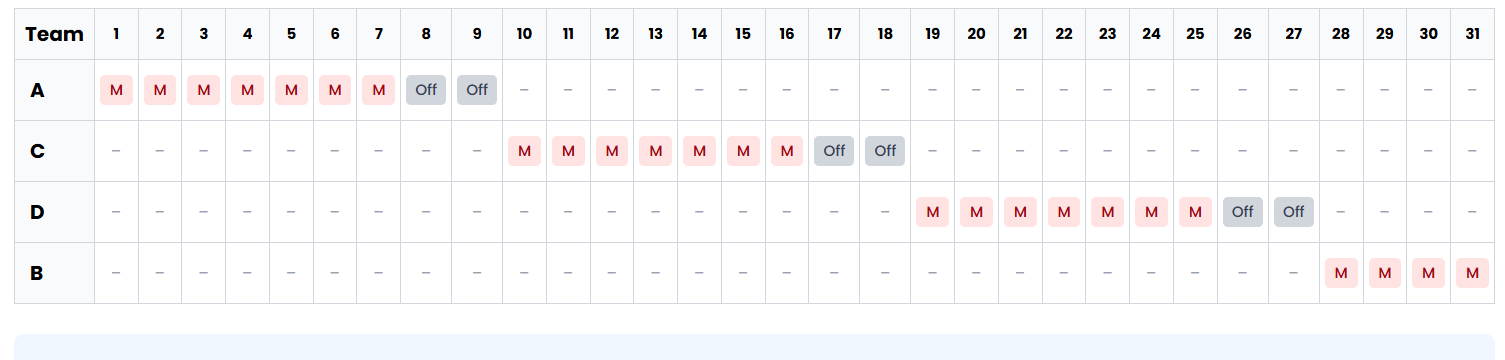 Team 1 2 3 4 5 6 7 8 9 10 11 12 13 14 15 16 17 18 19 20 21 22 23 24 25 26 27 28 29 30 31
A M M M M M M M Off Off – – – – – – – – – – – – – – – – – – – – – –
C – – – – – – – – – M M M M M M M Off Off – – – – – – – – – – – – –
D – – – – – – – – – – – – – – – – – – M M M M M M M Off Off – – – –
B – – – – – – – – – – – – – – – – – – – – – – – – – – – M M M M